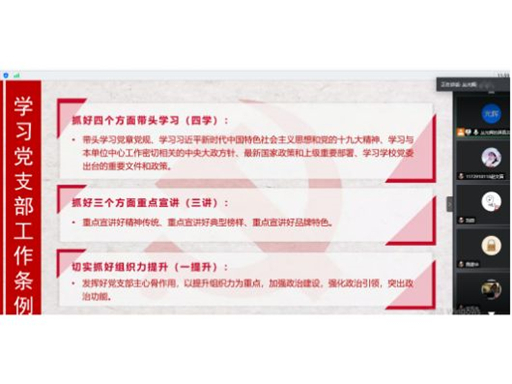 学习党支部工作条例
抓好四个方面带头学习（四学）：
• 带头学习党章党规、学习习近平新时代中国特色社会主义思想和党的十九大精神，学习与
本单位中心工作密切相关的中央大政方针、最新国家政策和上级重要部署、学习学校党委
出台的重要文件和政策。
抓好三个方面重点宣讲（三讲）：
• 重点宣讲好精神传统、重点宣讲好典型榜样、重点宣讲好品牌特色。
切实抓好组织力提升（一提升）：
• 发挥好党支部主心骨作用，以提升组织力为重点，加强政治建设，强化政治引领，突出政
治功能。